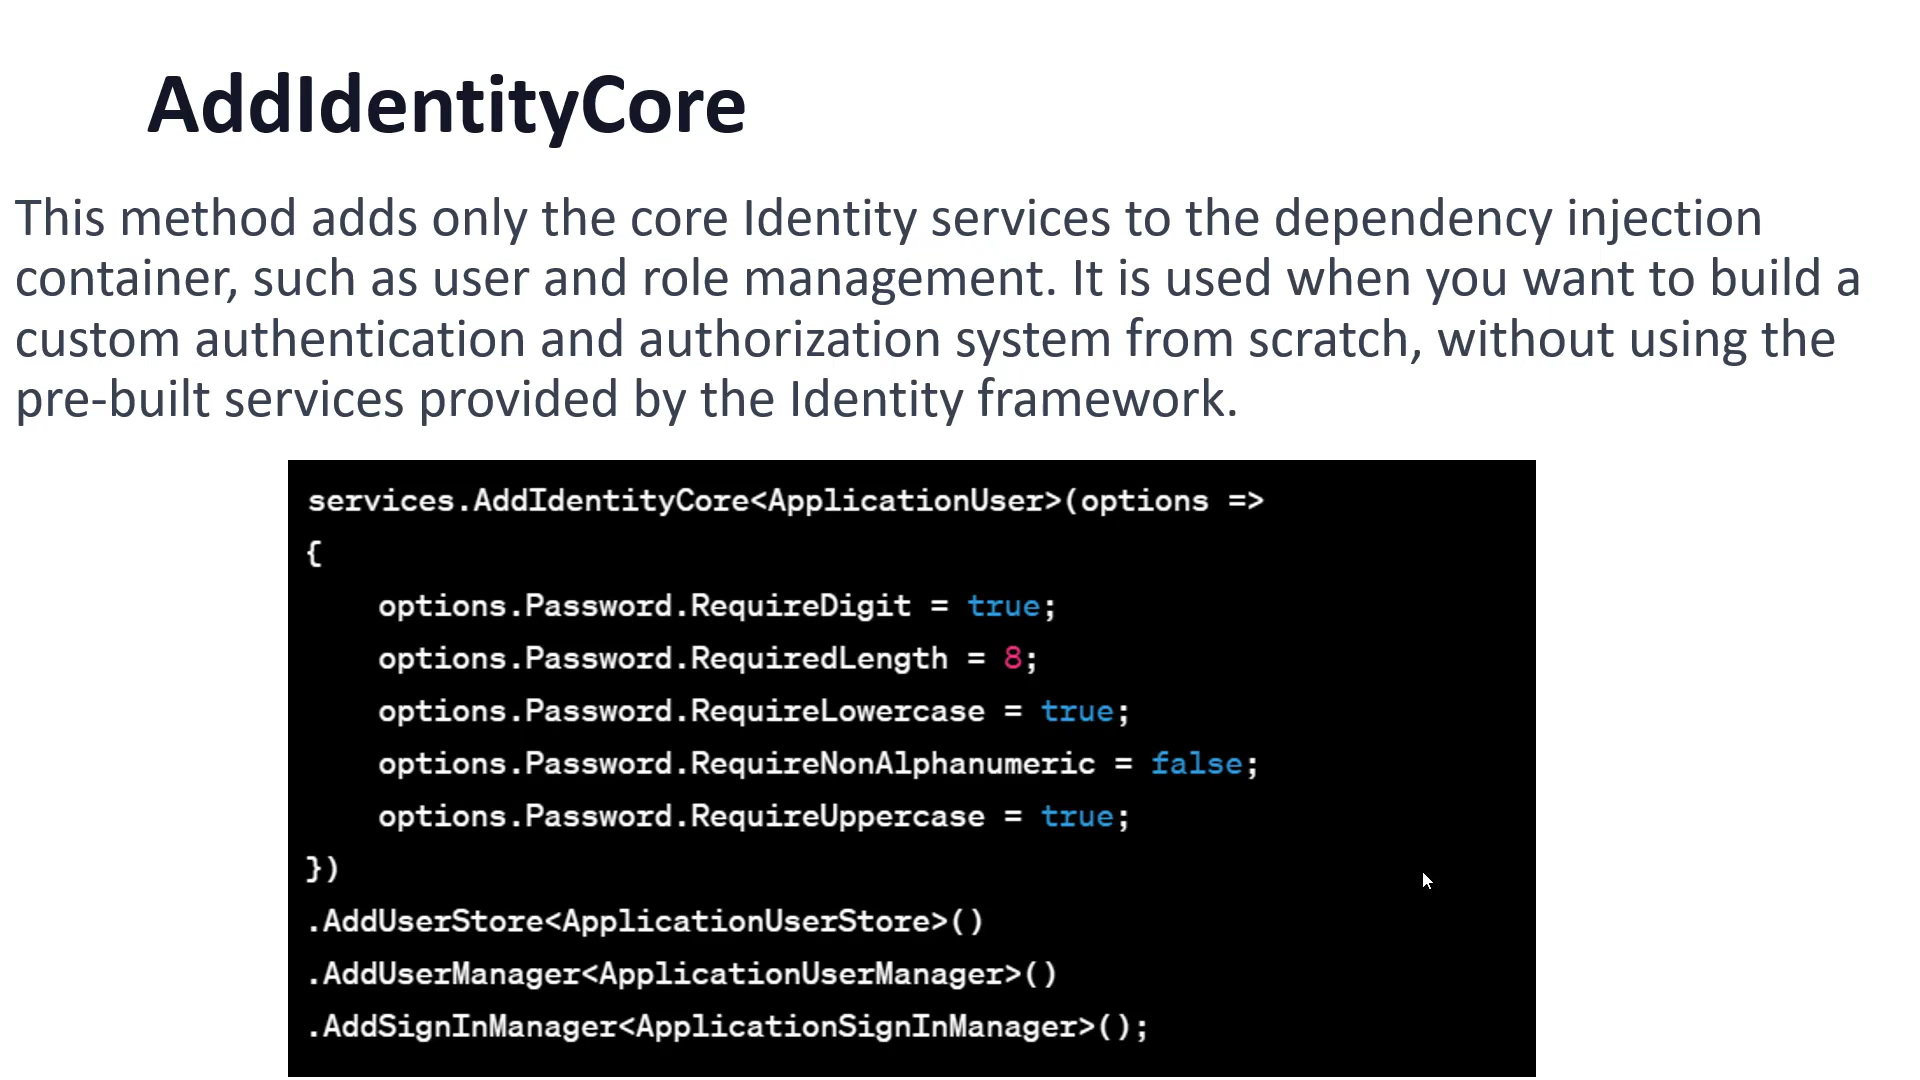 AddIdentityCore
This method adds only the core Identity services to the dependency injection
container, such as user and role management. It is used when you want to build a
custom authentication and authorization system from scratch, without using the
pre-built services provided by the Identity framework.
services.AddIdentityCore<ApplicationUser>(options =>
{
    options.Password.RequireDigit = true;
    options.Password.RequiredLength = 8;
    options.Password.RequireLowercase = true;
    options.Password.RequireNonAlphanumeric = false;
    options.Password.RequireUppercase = true;
})
.AddUserStore<ApplicationUserStore>()
.AddUserManager<ApplicationUserManager>()
.AddSignInManager<ApplicationSignInManager>();